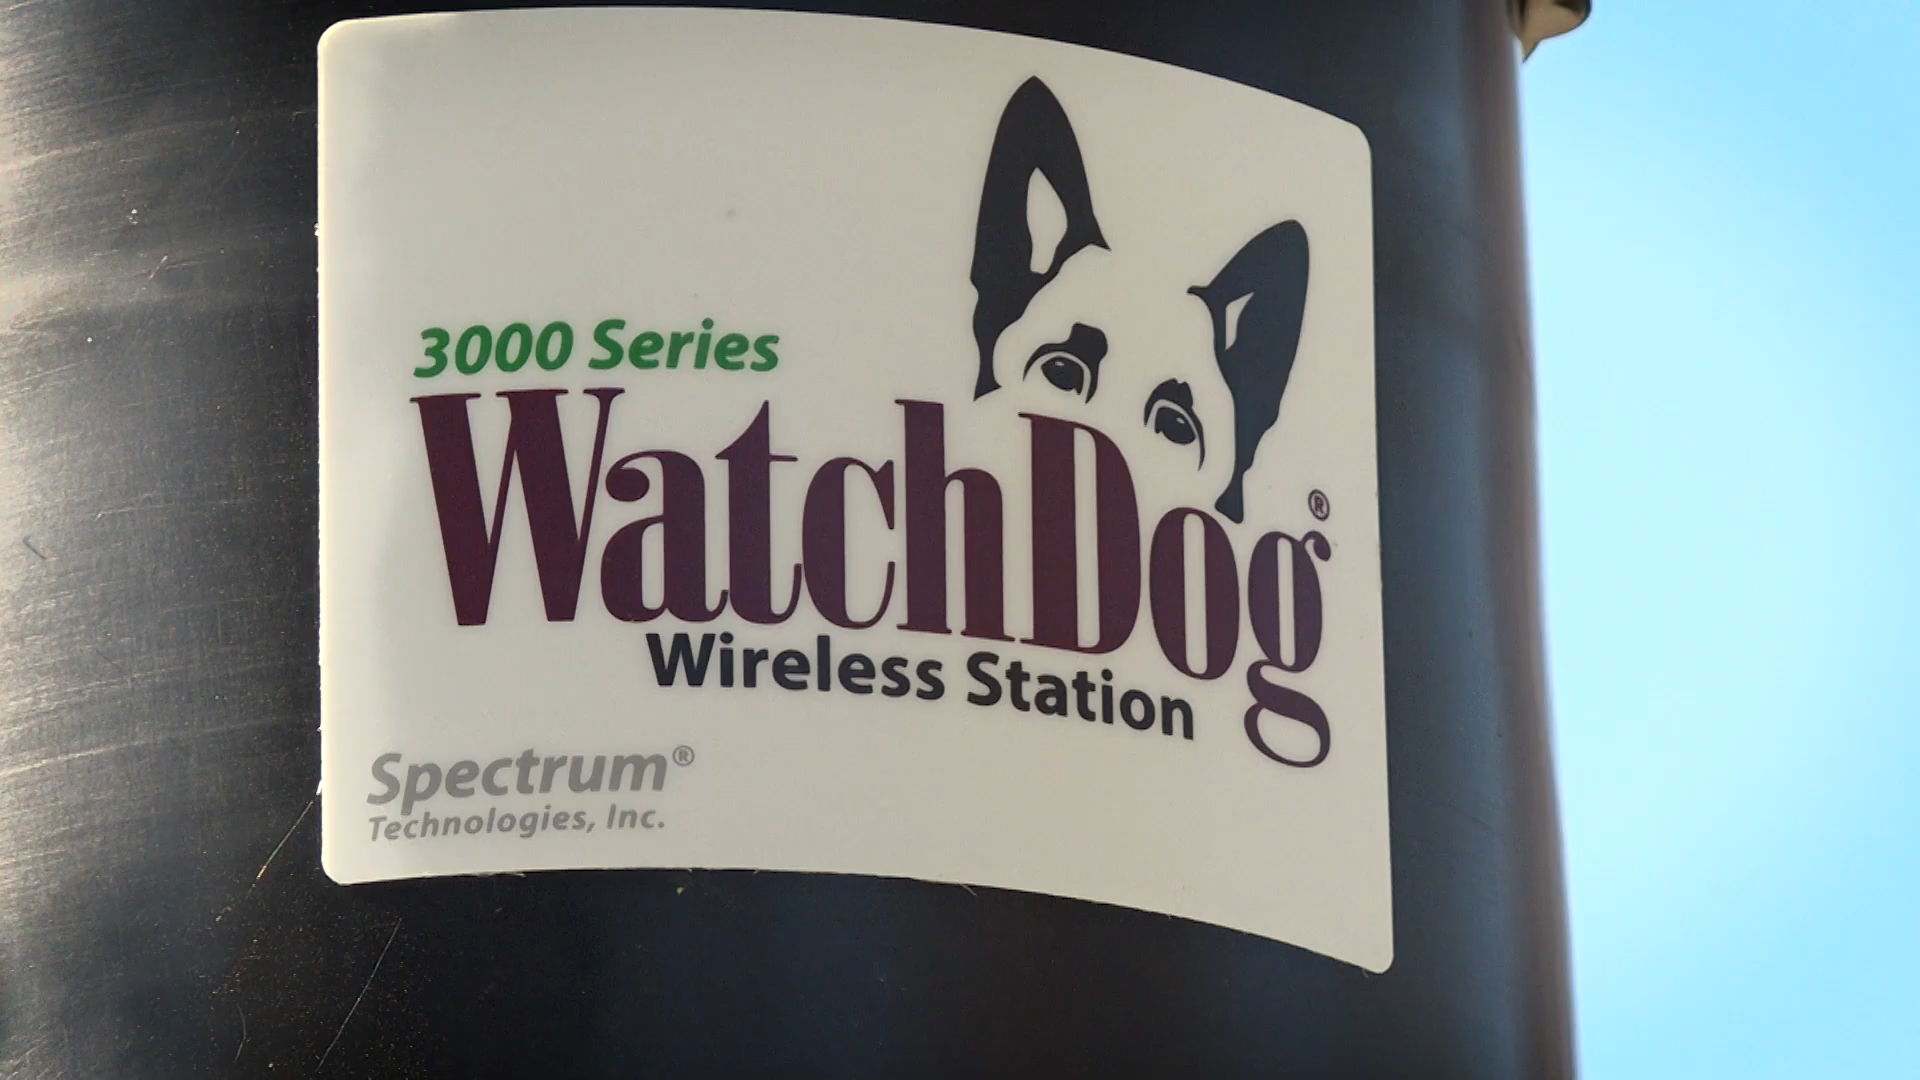 3000 Series
WatchDog®
Wireless Station
Spectrum®
Technologies, Inc.